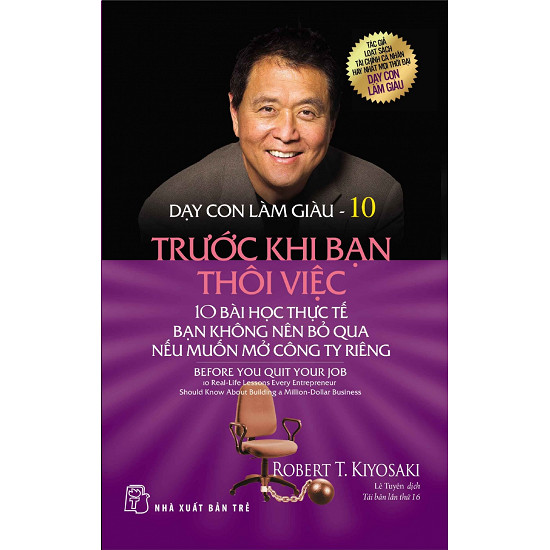 TÁC GIẢ
LOẠT SÁCH
TÀI CHÍNH CÁ NHÂN
HAY NHẤT MỌI THỜI ĐẠI
DẠY CON
LÀM GIÀU
DẠY CON LÀM GIÀU - 10
TRƯỚC KHI BẠN
THÔI VIỆC
10 BÀI HỌC THỰC TẾ
BẠN KHÔNG NÊN BỎ QUA
NẾU MUỐN MỞ CÔNG TY RIÊNG
BEFORE YOU QUIT YOUR JOB
10 Real-Life Lessons Every Entrepreneur
Should Know About Building a Million-Dollar Business
ROBERT T. KIYOSAKI
Lê Tuyên dịch
Tái bản lần thứ 16
NHÀ XUẤT BẢN TRẺ